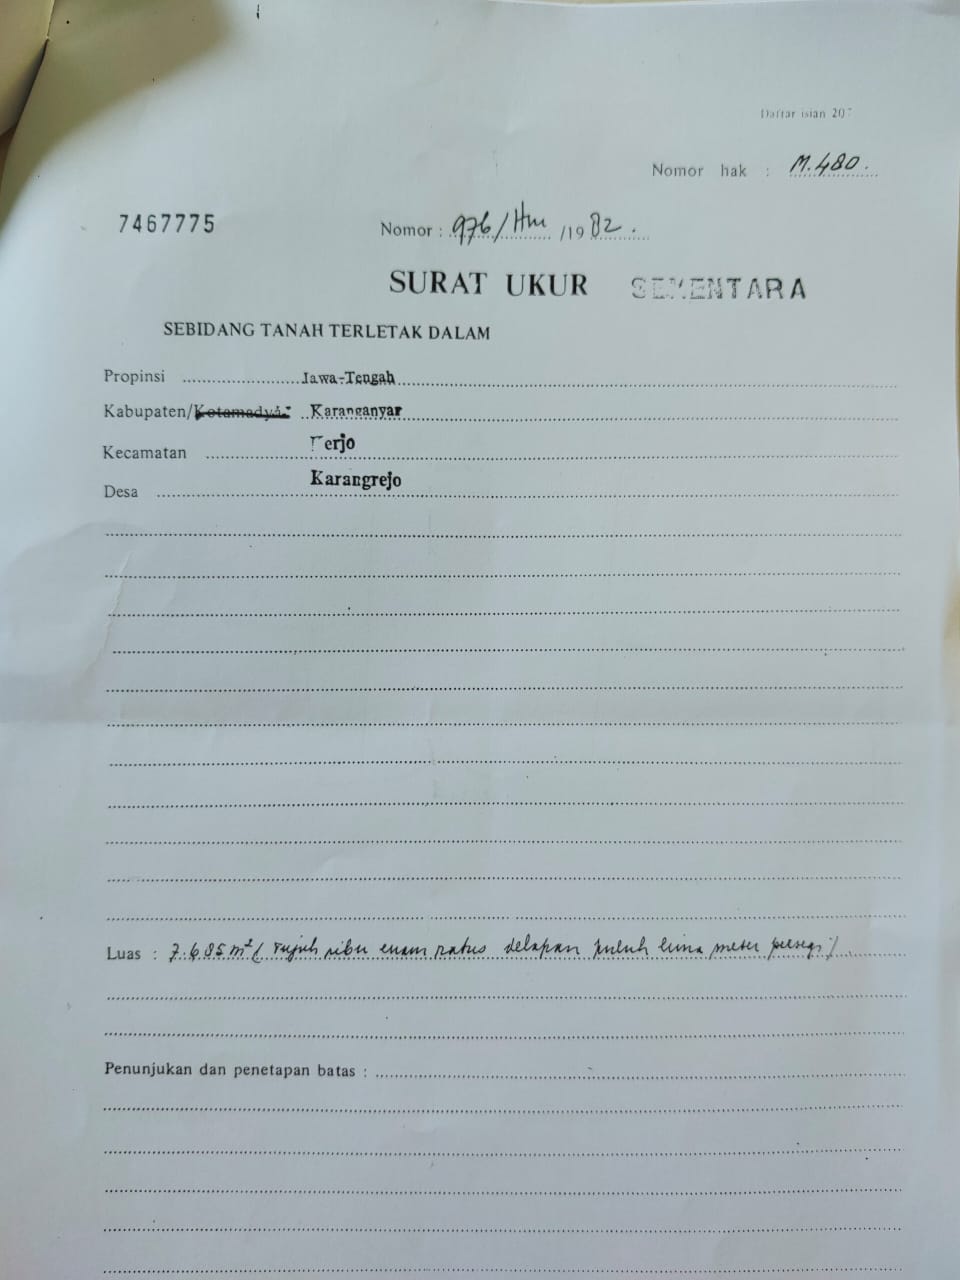 Daftar isian 207
Nomor hak : M.480.
7467775
Nomor : 976/Hm/1982.
SURAT UKUR SEMENTARA
SEBIDANG TANAH TERLETAK DALAM
Propinsi Jawa-Tengah
Kabupaten/Kotamadya: Karanganyar
Kecamatan Kerjo
Desa Karangrejo
Luas : 7.685 m² ( tujuh ribu enam ratus delapan puluh lima meter persegi )
Penunjukan dan penetapan batas :